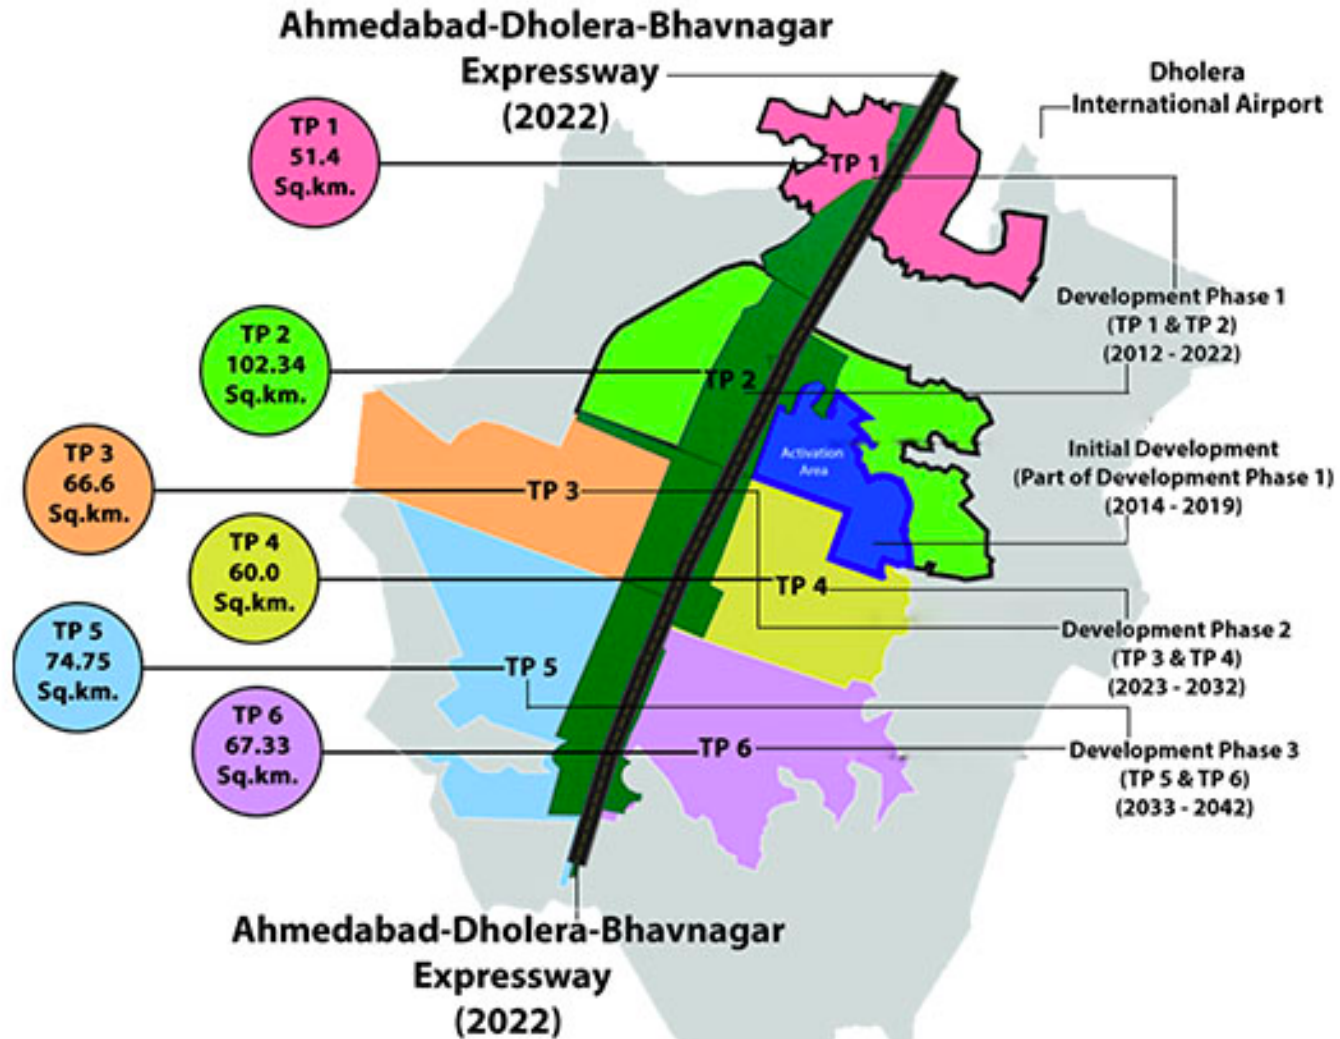 Ahmedabad-Dholera-Bhavnagar
Expressway
(2022)
Dholera
International Airport
TP 1
51.4
Sq.km.
TP 1
Development Phase 1
(TP 1 & TP 2)
(2012 - 2022)
TP 2
102.34
Sq.km.
TP 2
Activation
Area
Initial Development
(Part of Development Phase 1)
(2014 - 2019)
TP 3
66.6
Sq.km.
TP 3
TP 4
60.0
Sq.km.
TP 4
Development Phase 2
(TP 3 & TP 4)
(2023 - 2032)
TP 5
74.75
Sq.km.
TP 5
TP 6
67.33
Sq.km.
TP 6
Development Phase 3
(TP 5 & TP 6)
(2033 - 2042)
Ahmedabad-Dholera-Bhavnagar
Expressway
(2022)